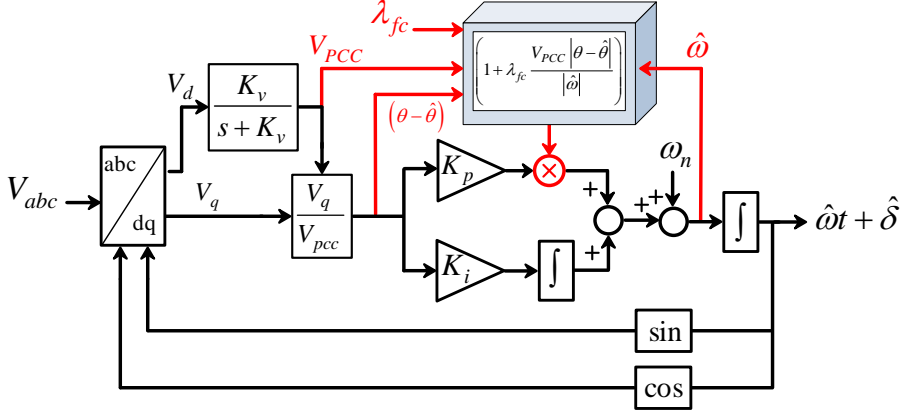 λ_fc
V_PCC
(1 + λ_fc V_PCC |θ − θ̂| / |ω̂|)
ω̂
V_d
K_v / (s + K_v)
(θ − θ̂)
V_abc
abc
dq
V_q
V_q / V_pcc
K_p
×
+
+
+
+
ω_n
∫
ω̂t + δ̂
K_i
∫
sin
cos